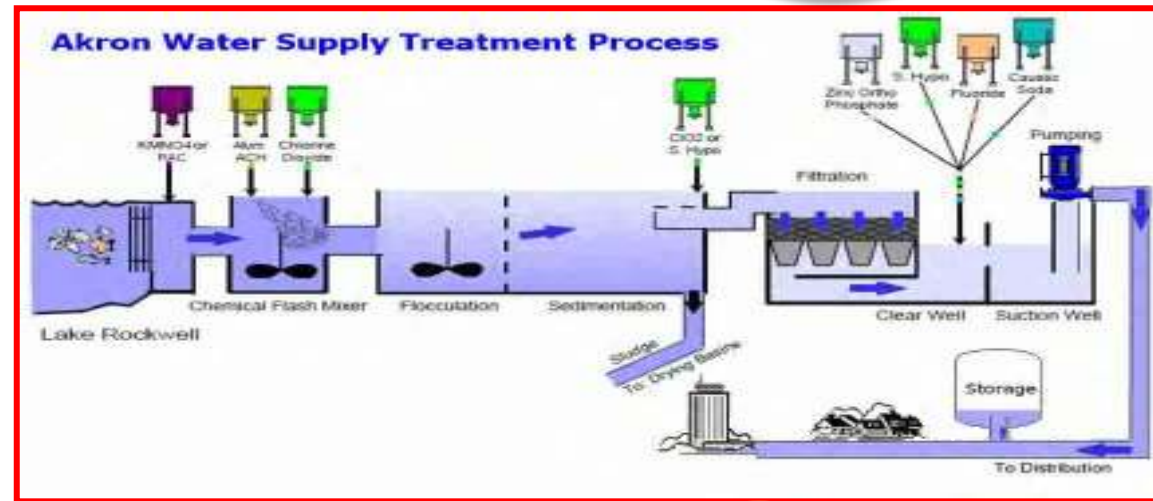 Akron Water Supply Treatment Process
KMNO4 or
PAC
Alum
ACH
Chlorine
Dioxide
ClO2 or
S. Hypo
Zinc Ortho
Phosphate
S. Hypo
Fluoride
Caustic
Soda
Pumping
Filtration
Chemical Flash Mixer
Flocculation
Sedimentation
Clear Well
Suction Well
Lake Rockwell
Sludge
To: Drying Basins
Storage
To Distribution